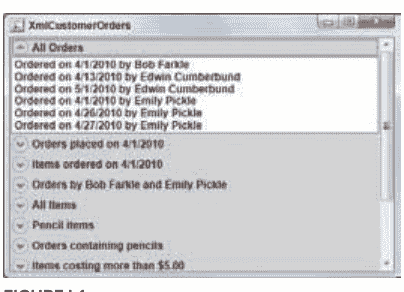 XmlCustomerOrders
All Orders
Ordered on 4/1/2010 by Bob Farkle
Ordered on 4/13/2010 by Edwin Cumberbund
Ordered on 5/1/2010 by Edwin Cumberbund
Ordered on 4/1/2010 by Emily Pickle
Ordered on 4/26/2010 by Emily Pickle
Ordered on 4/27/2010 by Emily Pickle
Orders placed on 4/1/2010
Items ordered on 4/1/2010
Orders by Bob Farkle and Emily Pickle
All Items
Pencil items
Orders containing pencils
Items costing more than $5.00